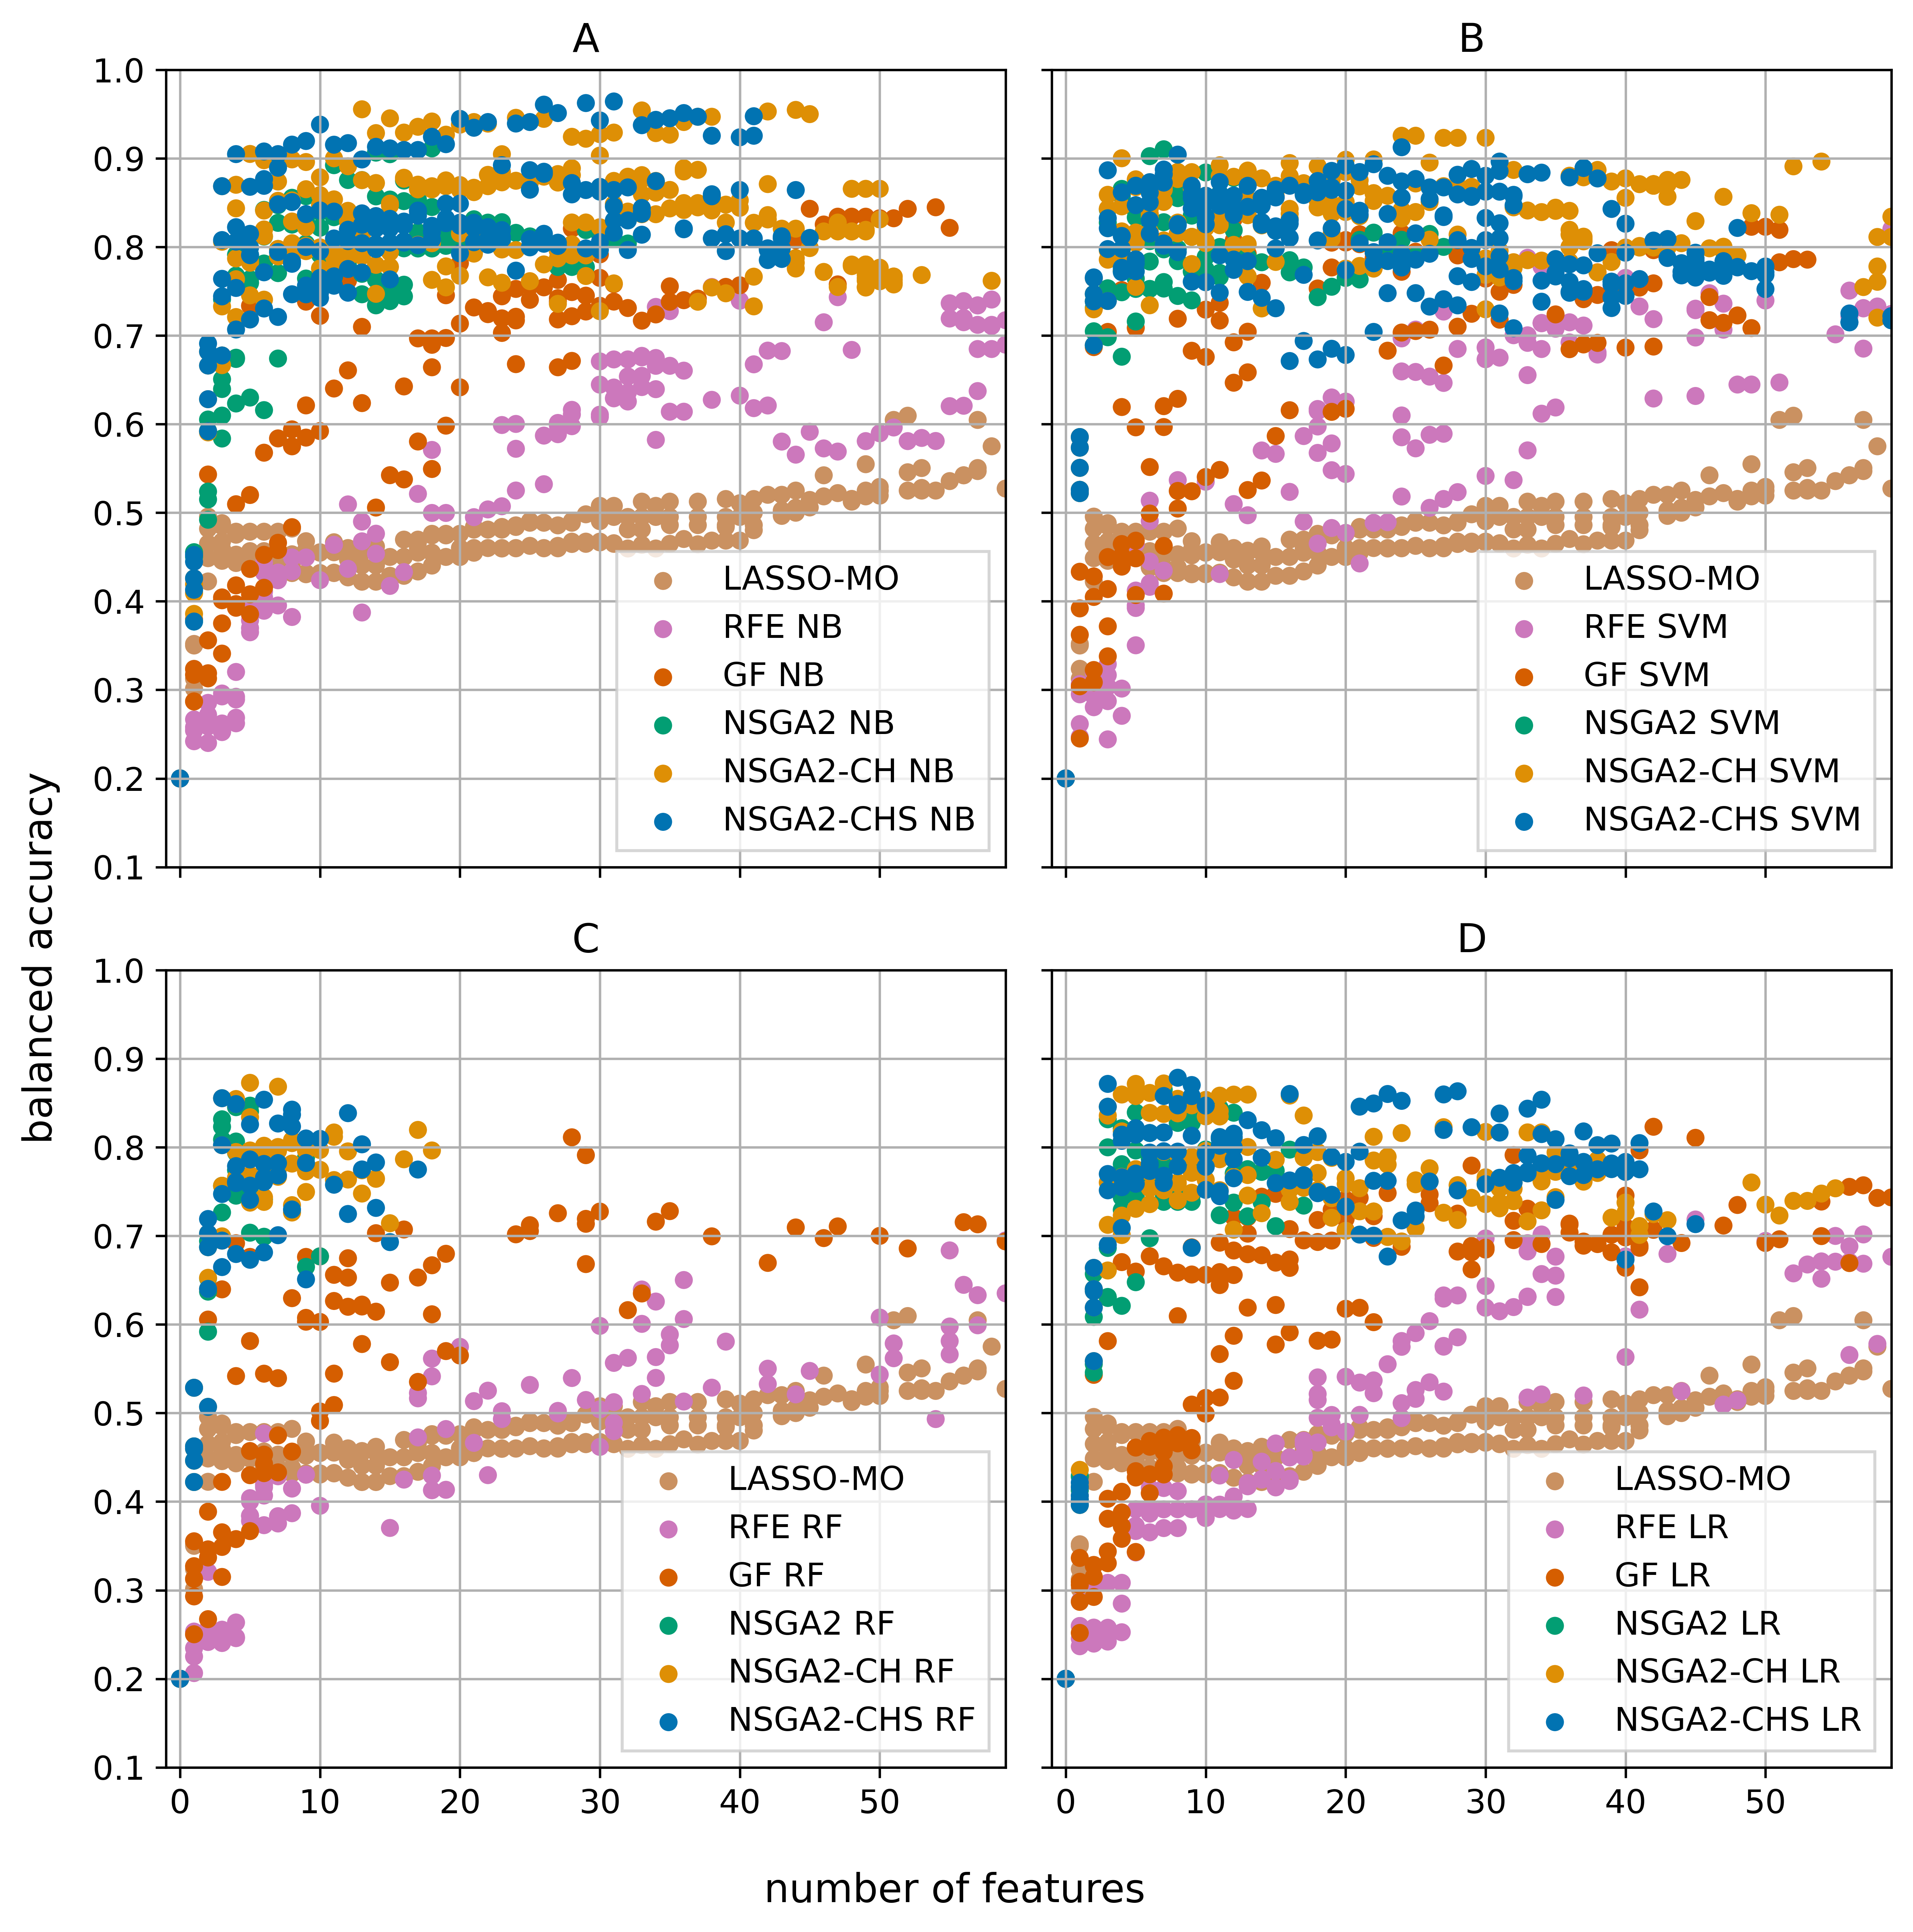 A
B
balanced accuracy
1.0
0.9
0.8
0.7
0.6
0.5
0.4
0.3
0.2
0.1
LASSO-MO
RFE NB
GF NB
NSGA2 NB
NSGA2-CH NB
NSGA2-CHS NB
LASSO-MO
RFE SVM
GF SVM
NSGA2 SVM
NSGA2-CH SVM
NSGA2-CHS SVM
C
D
1.0
0.9
0.8
0.7
0.6
0.5
0.4
0.3
0.2
0.1
LASSO-MO
RFE RF
GF RF
NSGA2 RF
NSGA2-CH RF
NSGA2-CHS RF
LASSO-MO
RFE LR
GF LR
NSGA2 LR
NSGA2-CH LR
NSGA2-CHS LR
0 10 20 30 40 50
0 10 20 30 40 50
number of features